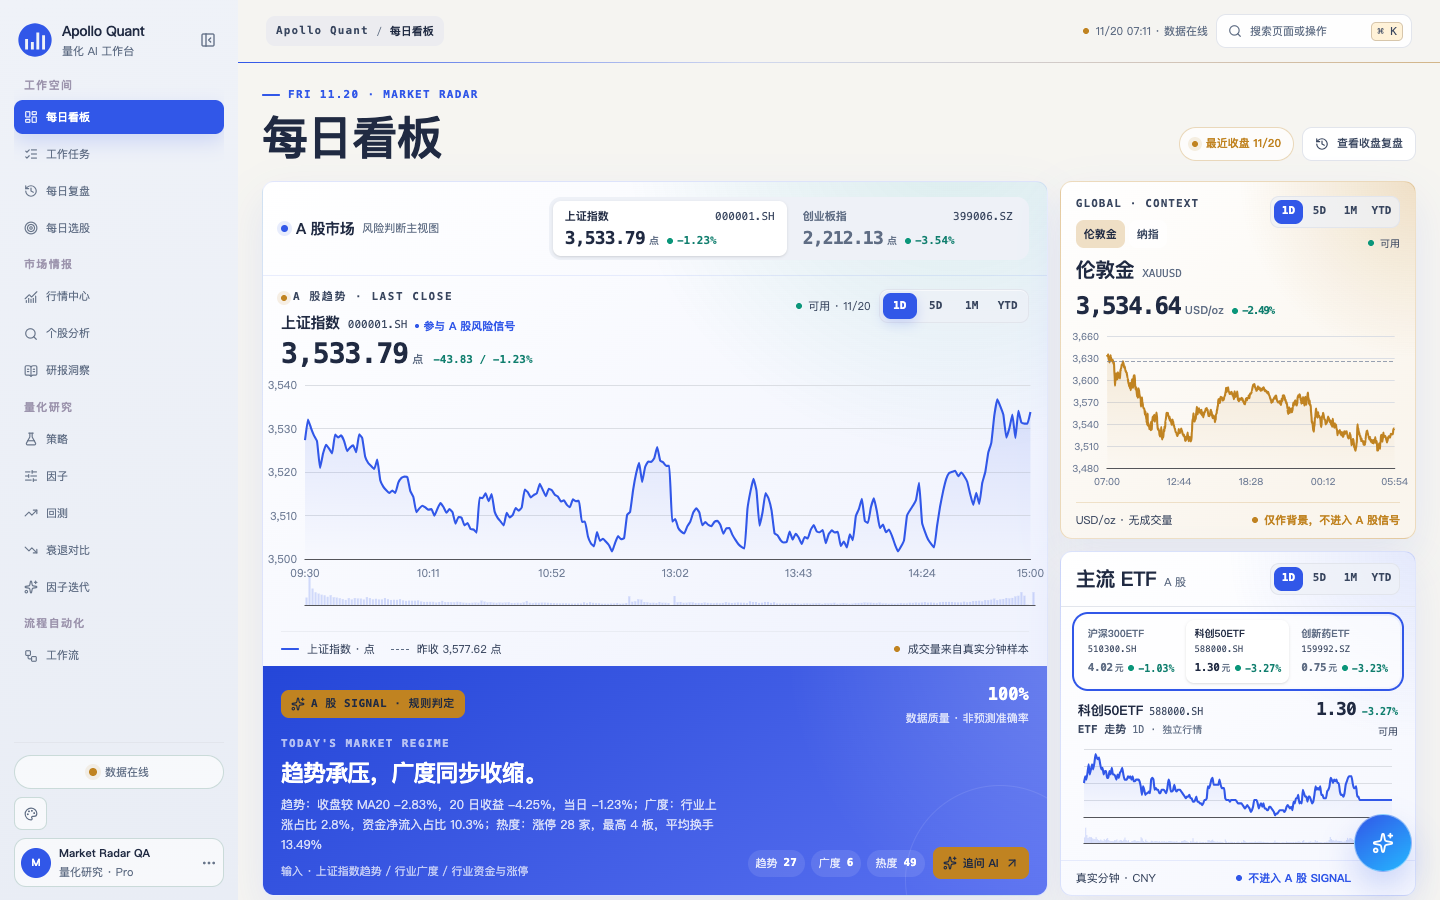 Apollo Quant
量化 AI 工作台
工作空间
每日看板
工作任务
每日复盘
每日选股
市场情报
行情中心
个股分析
研报洞察
量化研究
策略
因子
回测
衰退对比
因子迭代
流程自动化
工作流
数据在线
M
Market Radar QA
量化研究 · Pro
Apollo Quant / 每日看板
11/20 07:11 · 数据在线
搜索页面或操作
⌘ K
FRI 11.20 · MARKET RADAR
每日看板
最近收盘 11/20
查看收盘复盘
A 股市场 风险判断主视图
上证指数 000001.SH
3,533.79 点 −1.23%
创业板指 399006.SZ
2,212.13 点 −3.54%
A 股趋势 · LAST CLOSE
可用 · 11/20
1D 5D 1M YTD
上证指数 000001.SH 参与 A 股风险信号
3,533.79 点 −43.83 / −1.23%
3,540
3,530
3,520
3,510
3,500
09:30 10:11 10:52 13:02 13:43 14:24 15:00
上证指数 · 点 昨收 3,577.62 点
成交量来自真实分钟样本
A 股 SIGNAL · 规则判定
100%
数据质量 · 非预测准确率
TODAY'S MARKET REGIME
趋势承压，广度同步收缩。
趋势：收盘较 MA20 −2.83%，20 日收益 −4.25%，当日 −1.23%；广度：行业上
涨占比 2.8%，资金净流入占比 10.3%；热度：涨停 28 家，最高 4 板，平均换手
13.49%
输入 · 上证指数趋势 / 行业广度 / 行业资金与涨停
趋势 27 广度 6 热度 49
追问 AI
GLOBAL · CONTEXT
1D 5D 1M YTD
伦敦金 纳指
可用
伦敦金 XAUUSD
3,534.64 USD/oz −2.49%
3,660
3,630
3,600
3,570
3,540
3,510
3,480
07:00 12:44 18:28 00:12 05:54
USD/oz · 无成交量
仅作背景，不进入 A 股信号
主流 ETF A 股
1D 5D 1M YTD
沪深300ETF
510300.SH
4.02 元 −1.03%
科创50ETF
588000.SH
1.30 元 −3.27%
创新药ETF
159992.SZ
0.75 元 −3.23%
科创50ETF 588000.SH
1.30 −3.27%
ETF 走势 1D · 独立行情
可用
真实分钟 · CNY
不进入 A 股 SIGNAL